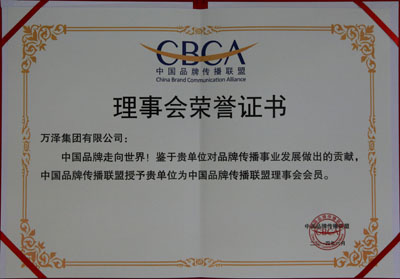 CBCA
中国品牌传播联盟
China Brand Communication Alliance
理事会荣誉证书
万泽集团有限公司：
中国品牌走向世界！鉴于贵单位对品牌传播事业发展做出的贡献，
中国品牌传播联盟授予贵单位为中国品牌传播联盟理事会会员。
中国品牌传播联盟